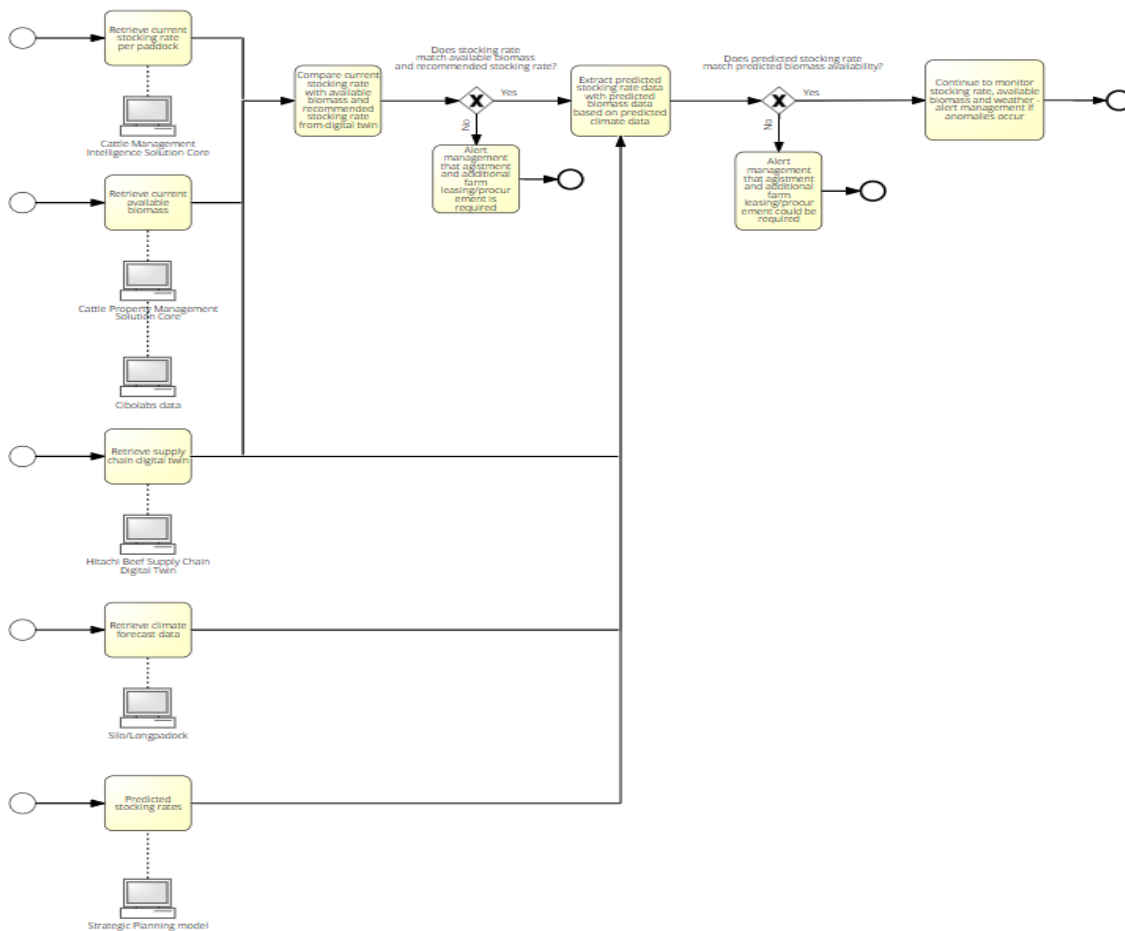 Retrieve current
stocking rate
per paddock
Cattle Management
Intelligence Solution Core
Does stocking rate
match available biomass
and recommended stocking rate?
Compare current
stocking rate
with available
biomass and
recommended
stocking rate
from digital twin
Yes
No
Alert
management
that agistment
and additional
farm
leasing/procur
ement is
required
Extract predicted
stocking rate data
with predicted
biomass data
based on predicted
climate data
Does predicted stocking rate
match predicted biomass availability?
Yes
No
Alert
management
that agistment
and additional
farm
leasing/procur
ement could be
required
Continue to monitor
stocking rate, available
biomass and weather -
alert management if
anomalies occur
Retrieve current
available
biomass
Cattle Property Management
Solution Core
Cibolabs data
Retrieve supply
chain digital twin
Hitachi Beef Supply Chain
Digital Twin
Retrieve climate
forecast data
Silo/Longpadock
Predicted
stocking rates
Strategic Planning model